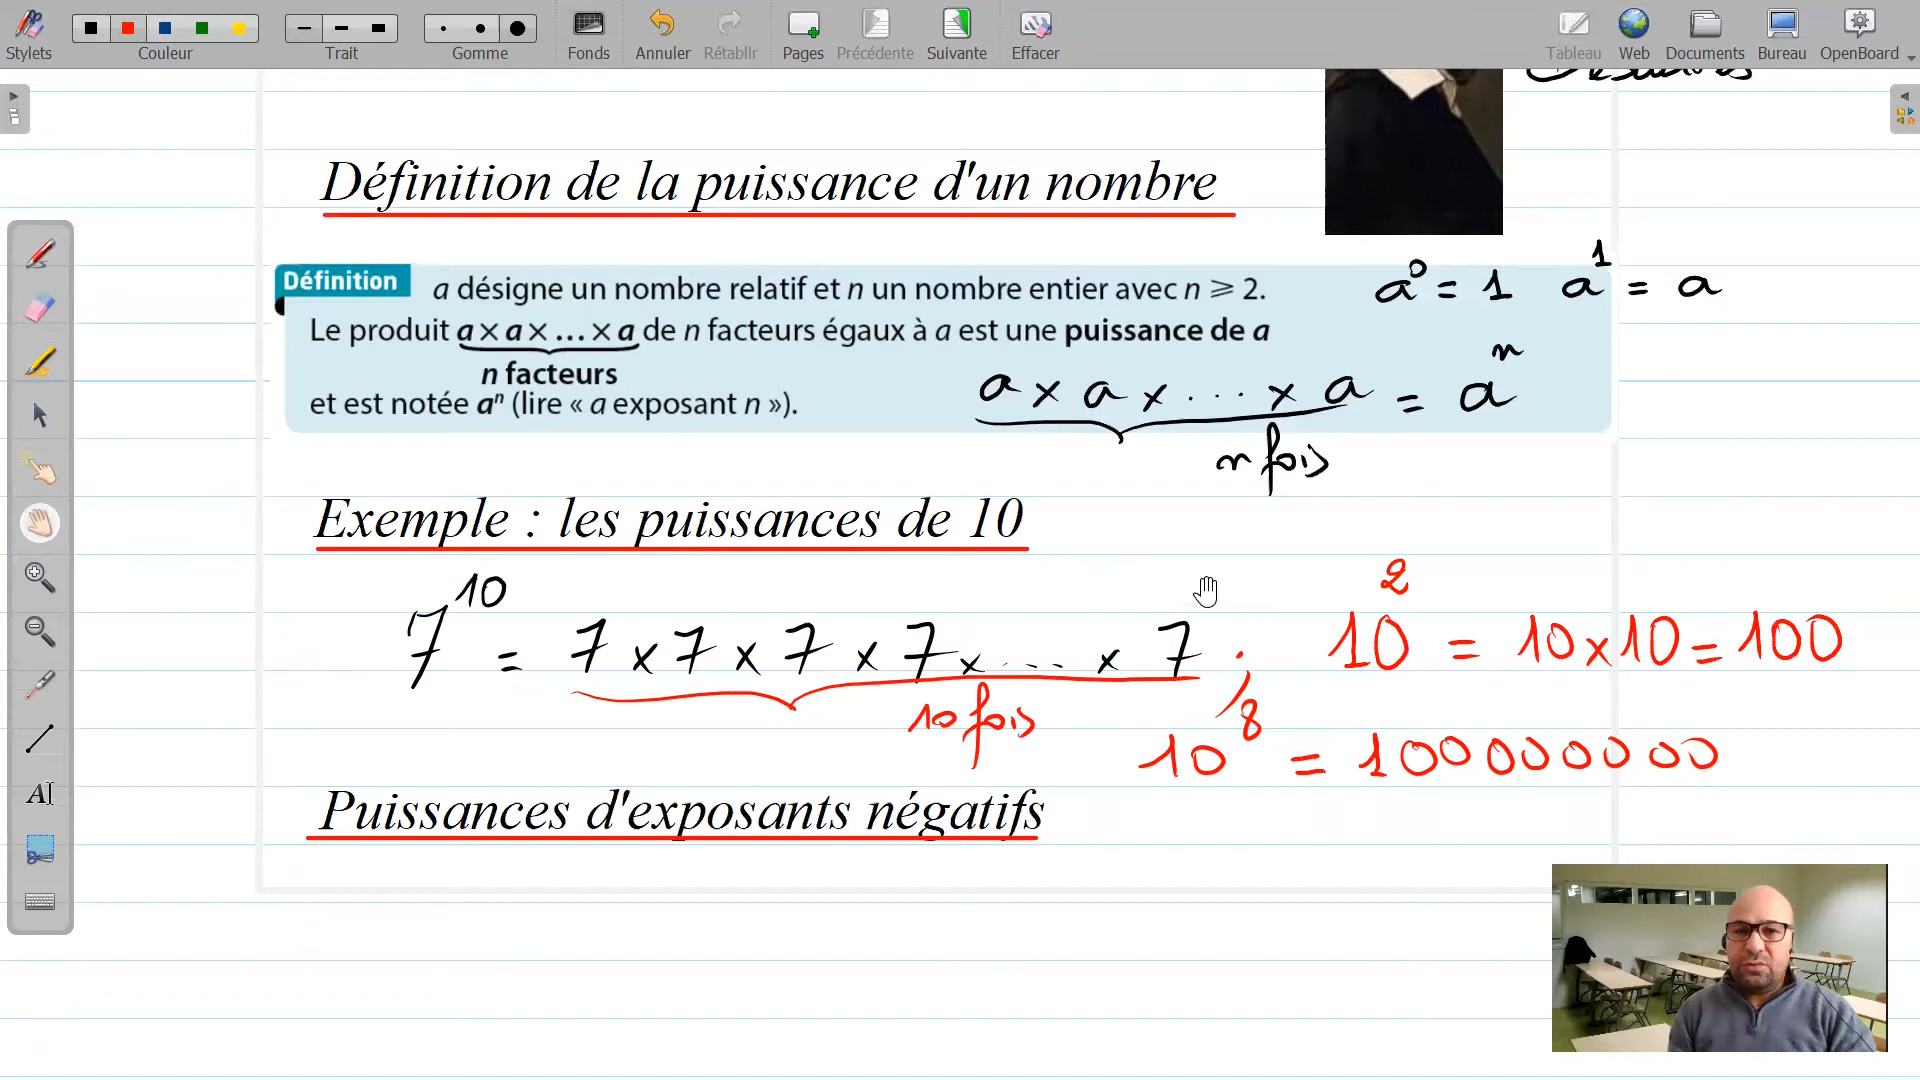 Stylets Couleur Trait Gomme Fonds Annuler Rétablir Pages Précédente Suivante Effacer Tableau Web Documents Bureau OpenBoard
Définition de la puissance d'un nombre
a⁰ = 1 a¹ = a
Définition a désigne un nombre relatif et n un nombre entier avec n ⩾ 2.
Le produit a × a × ... × a de n facteurs égaux à a est une puissance de a
n facteurs
et est notée aⁿ (lire « a exposant n »).
a × a × ... × a = aⁿ
n fois
Exemple : les puissances de 10
7¹⁰ = 7 × 7 × 7 × 7 × ... × 7 ; 10² = 10 × 10 = 100
10 fois
10⁸ = 100000000
Puissances d'exposants négatifs
AI